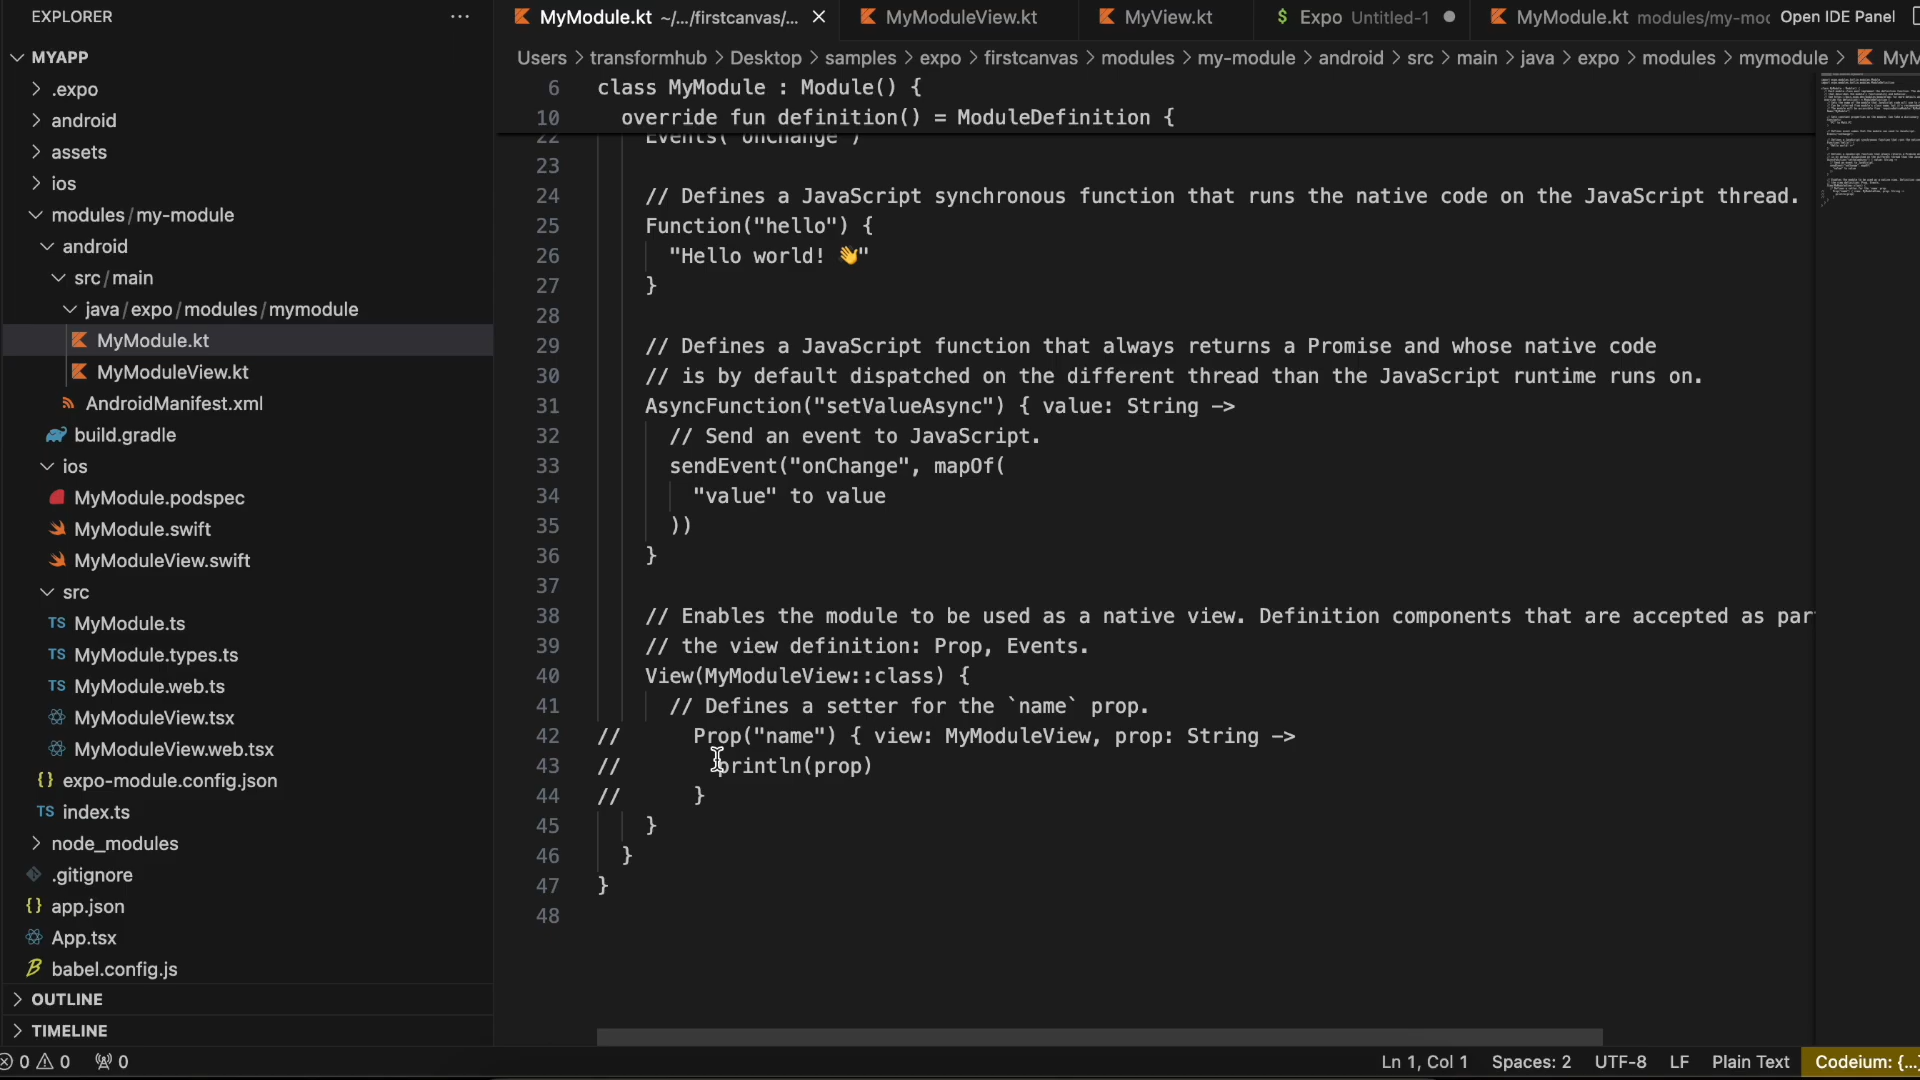 EXPLORER
···
MYAPP
.expo
android
assets
ios
modules/my-module
android
src/main
java/expo/modules/mymodule
MyModule.kt
MyModuleView.kt
AndroidManifest.xml
build.gradle
ios
MyModule.podspec
MyModule.swift
MyModuleView.swift
src
TS MyModule.ts
TS MyModule.types.ts
TS MyModule.web.ts
MyModuleView.tsx
MyModuleView.web.tsx
{} expo-module.config.json
TS index.ts
node_modules
.gitignore
{} app.json
App.tsx
babel.config.js
OUTLINE
TIMELINE
MyModule.kt ~/.../firstcanvas/...
MyModuleView.kt
MyView.kt
$ Expo Untitled-1
MyModule.kt modules/my-moc
Open IDE Panel
Users > transformhub > Desktop > samples > expo > firstcanvas > modules > my-module > android > src > main > java > expo > modules > mymodule > MyM
6 class MyModule : Module() {
10 override fun definition() = ModuleDefinition {
22 Events("onChange")
23
24 // Defines a JavaScript synchronous function that runs the native code on the JavaScript thread.
25 Function("hello") {
26 "Hello world! 👋"
27 }
28
29 // Defines a JavaScript function that always returns a Promise and whose native code
30 // is by default dispatched on the different thread than the JavaScript runtime runs on.
31 AsyncFunction("setValueAsync") { value: String ->
32 // Send an event to JavaScript.
33 sendEvent("onChange", mapOf(
34 "value" to value
35 ))
36 }
37
38 // Enables the module to be used as a native view. Definition components that are accepted as par
39 // the view definition: Prop, Events.
40 View(MyModuleView::class) {
41 // Defines a setter for the `name` prop.
42 // Prop("name") { view: MyModuleView, prop: String ->
43 // println(prop)
44 // }
45 }
46 }
47 }
48
0 0 0
Ln 1, Col 1 Spaces: 2 UTF-8 LF Plain Text Codeium: {...}